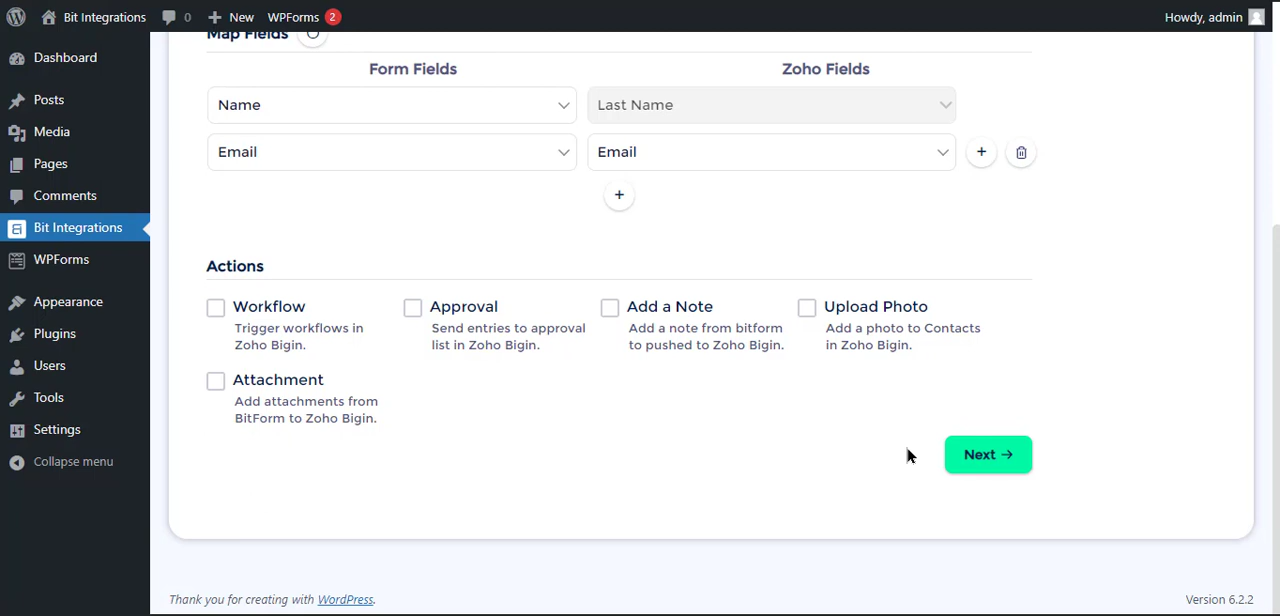 Bit Integrations 0 New WPForms 2 Howdy, admin
Dashboard
Posts
Media
Pages
Comments
Bit Integrations
WPForms
Appearance
Plugins
Users
Tools
Settings
Collapse menu
Map Fields
Form Fields Zoho Fields
Name Last Name
Email Email + 
+
Actions
Workflow
Trigger workflows in
Zoho Bigin.
Approval
Send entries to approval
list in Zoho Bigin.
Add a Note
Add a note from bitform
to pushed to Zoho Bigin.
Upload Photo
Add a photo to Contacts
in Zoho Bigin.
Attachment
Add attachments from
BitForm to Zoho Bigin.
Next →
Thank you for creating with WordPress. Version 6.2.2